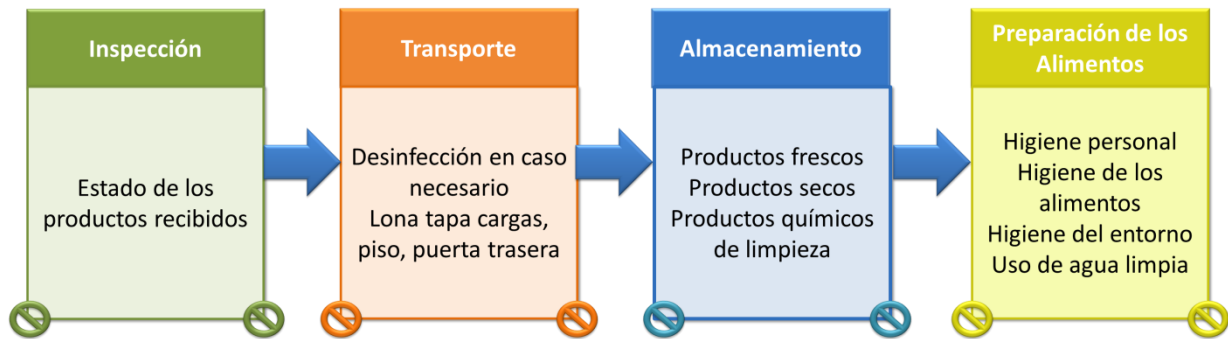 Inspección
Estado de los
productos recibidos
Transporte
Desinfección en caso
necesario
Lona tapa cargas,
piso, puerta trasera
Almacenamiento
Productos frescos
Productos secos
Productos químicos
de limpieza
Preparación de los
Alimentos
Higiene personal
Higiene de los
alimentos
Higiene del entorno
Uso de agua limpia